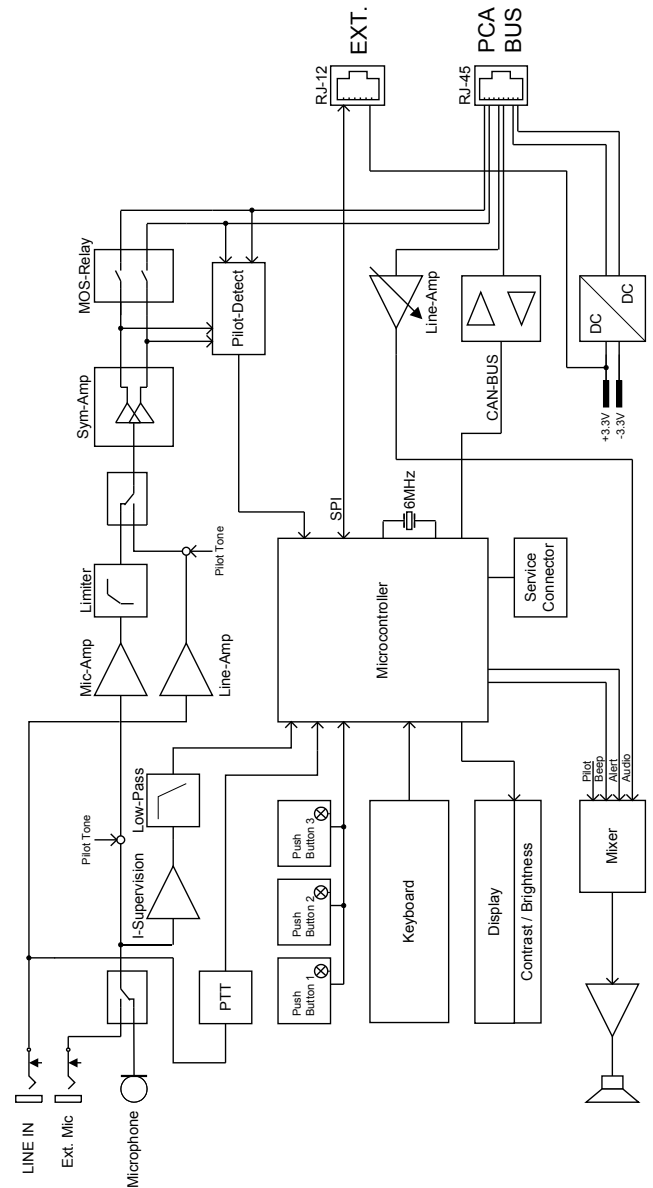 LINE IN
Ext. Mic
Microphone
Pilot Tone
I-Supervision
Low-Pass
Mic-Amp
Line-Amp
Limiter
Pilot Tone
Sym-Amp
MOS-Relay
Pilot-Detect
PTT
Push
Button 1
Push
Button 2
Push
Button 3
Keyboard
Display
Contrast / Brightness
Microcontroller
SPI
6MHz
Service
Connector
CAN-BUS
Line-Amp
RJ-12
EXT.
RJ-45
PCA
BUS
DC
DC
+3.3V
-3.3V
Pilot
Beep
Alert
Audio
Mixer